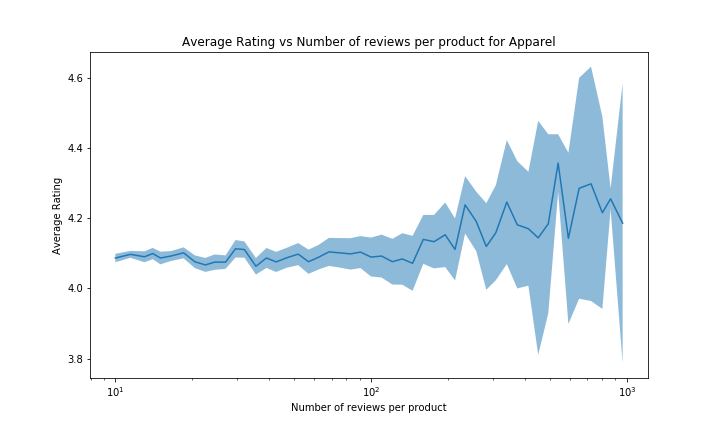 Average Rating vs Number of reviews per product for Apparel
Average Rating
4.6
4.4
4.2
4.0
3.8
10¹
10²
10³
Number of reviews per product